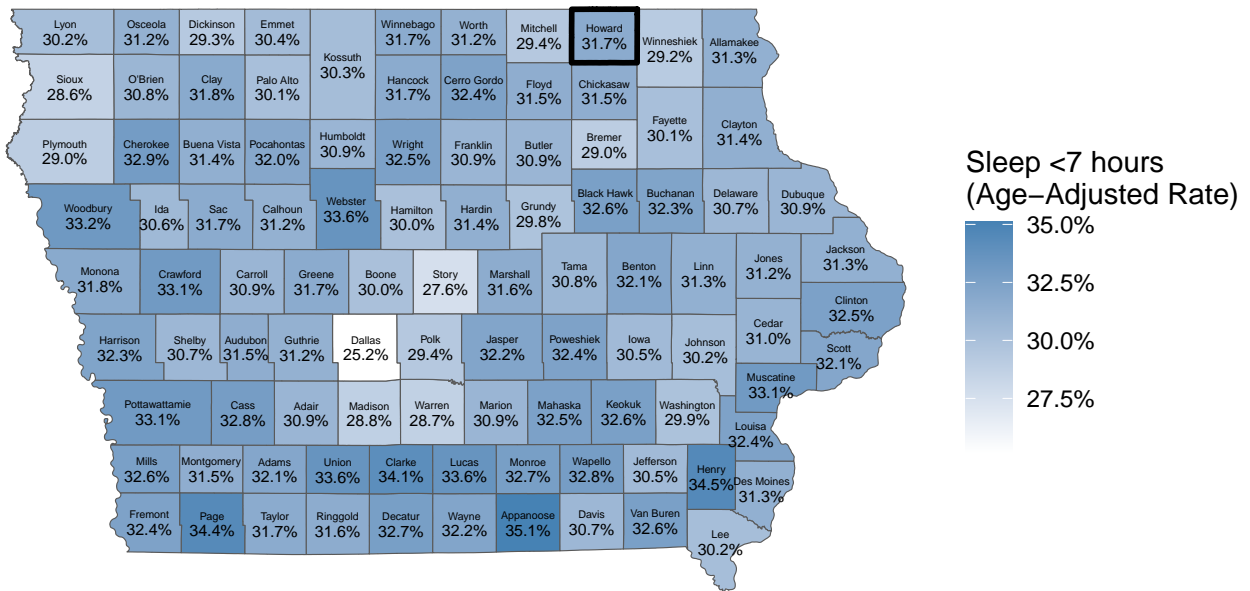 Lyon
30.2%
Osceola
31.2%
Dickinson
29.3%
Emmet
30.4%
Kossuth
30.3%
Winnebago
31.7%
Worth
31.2%
Mitchell
29.4%
Howard
31.7%
Winneshiek
29.2%
Allamakee
31.3%
Sioux
28.6%
O'Brien
30.8%
Clay
31.8%
Palo Alto
30.1%
Hancock
31.7%
Cerro Gordo
32.4%
Floyd
31.5%
Chickasaw
31.5%
Fayette
30.1%
Clayton
31.4%
Plymouth
29.0%
Cherokee
32.9%
Buena Vista
31.4%
Pocahontas
32.0%
Humboldt
30.9%
Wright
32.5%
Franklin
30.9%
Butler
30.9%
Bremer
29.0%
Woodbury
33.2%
Ida
30.6%
Sac
31.7%
Calhoun
31.2%
Webster
33.6%
Hamilton
30.0%
Hardin
31.4%
Grundy
29.8%
Black Hawk
32.6%
Buchanan
32.3%
Delaware
30.7%
Dubuque
30.9%
Monona
31.8%
Crawford
33.1%
Carroll
30.9%
Greene
31.7%
Boone
30.0%
Story
27.6%
Marshall
31.6%
Tama
30.8%
Benton
32.1%
Linn
31.3%
Jones
31.2%
Jackson
31.3%
Clinton
32.5%
Harrison
32.3%
Shelby
30.7%
Audubon
31.5%
Guthrie
31.2%
Dallas
25.2%
Polk
29.4%
Jasper
32.2%
Poweshiek
32.4%
Iowa
30.5%
Johnson
30.2%
Cedar
31.0%
Scott
32.1%
Muscatine
33.1%
Pottawattamie
33.1%
Cass
32.8%
Adair
30.9%
Madison
28.8%
Warren
28.7%
Marion
30.9%
Mahaska
32.5%
Keokuk
32.6%
Washington
29.9%
Louisa
32.4%
Mills
32.6%
Montgomery
31.5%
Adams
32.1%
Union
33.6%
Clarke
34.1%
Lucas
33.6%
Monroe
32.7%
Wapello
32.8%
Jefferson
30.5%
Henry
34.5%
Des Moines
31.3%
Fremont
32.4%
Page
34.4%
Taylor
31.7%
Ringgold
31.6%
Decatur
32.7%
Wayne
32.2%
Appanoose
35.1%
Davis
30.7%
Van Buren
32.6%
Lee
30.2%
Sleep <7 hours
(Age−Adjusted Rate)
35.0%
32.5%
30.0%
27.5%